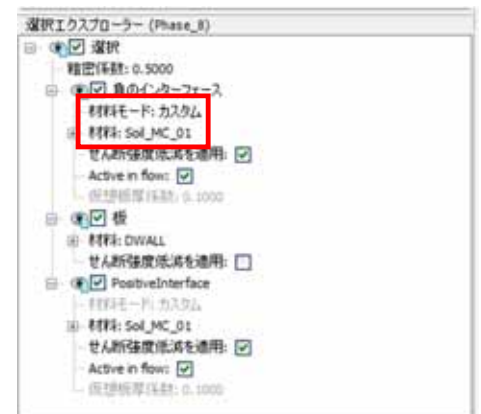 選択エクスプローラー (Phase_8)
選択
粗密係数: 0.5000
負のインターフェース
材料モード: カスタム
材料: Soil_MC_01
せん断強度低減を適用:
Active in flow:
仮想板厚係数: 0.1000
板
材料: DWALL
せん断強度低減を適用:
PositiveInterface
材料モード: カスタム
材料: Soil_MC_01
せん断強度低減を適用:
Active in flow:
仮想板厚係数: 0.1000